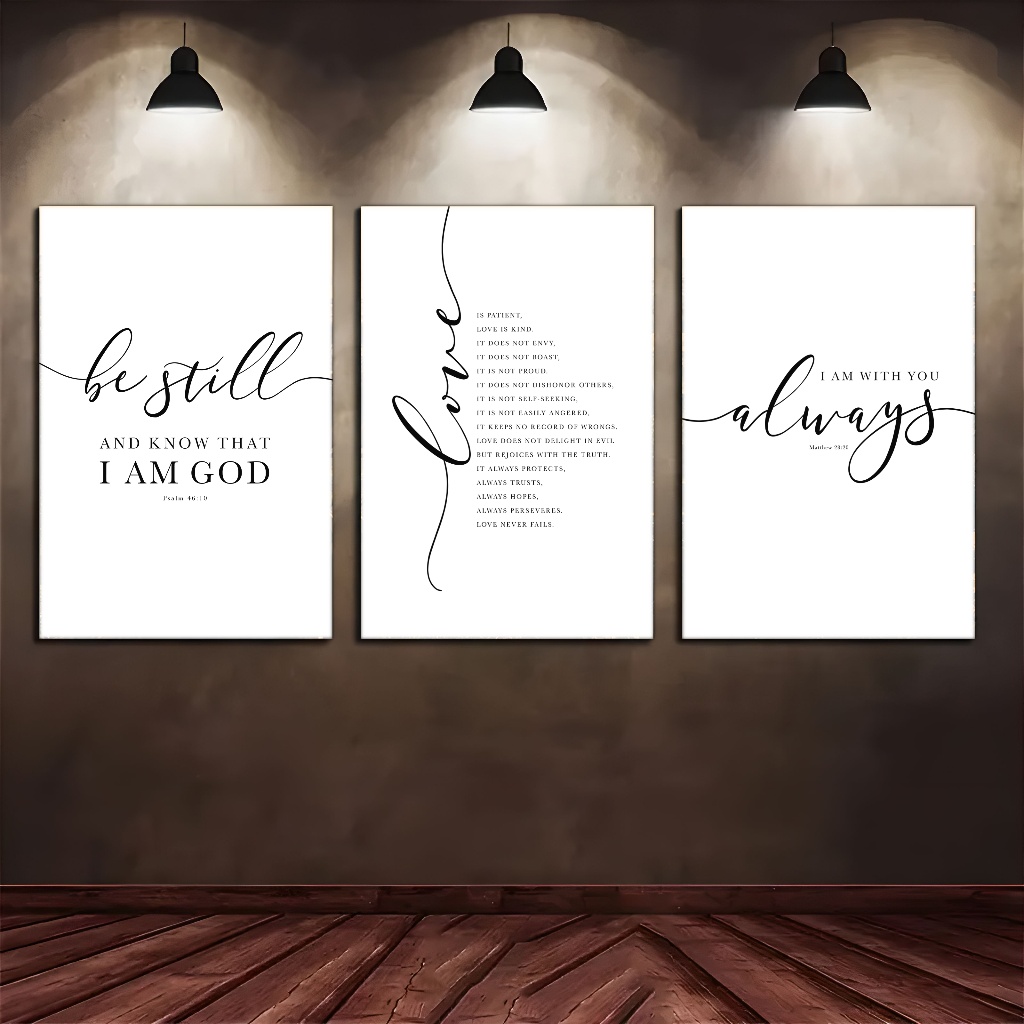 be still
AND KNOW THAT
I AM GOD
Psalm 46:10
love
IS PATIENT,
LOVE IS KIND.
IT DOES NOT ENVY,
IT DOES NOT BOAST,
IT IS NOT PROUD.
IT DOES NOT DISHONOR OTHERS,
IT IS NOT SELF-SEEKING,
IT IS NOT EASILY ANGERED,
IT KEEPS NO RECORD OF WRONGS.
LOVE DOES NOT DELIGHT IN EVIL
BUT REJOICES WITH THE TRUTH.
IT ALWAYS PROTECTS,
ALWAYS TRUSTS,
ALWAYS HOPES,
ALWAYS PERSEVERES.
LOVE NEVER FAILS.
I AM WITH YOU
always
Matthew 28:20